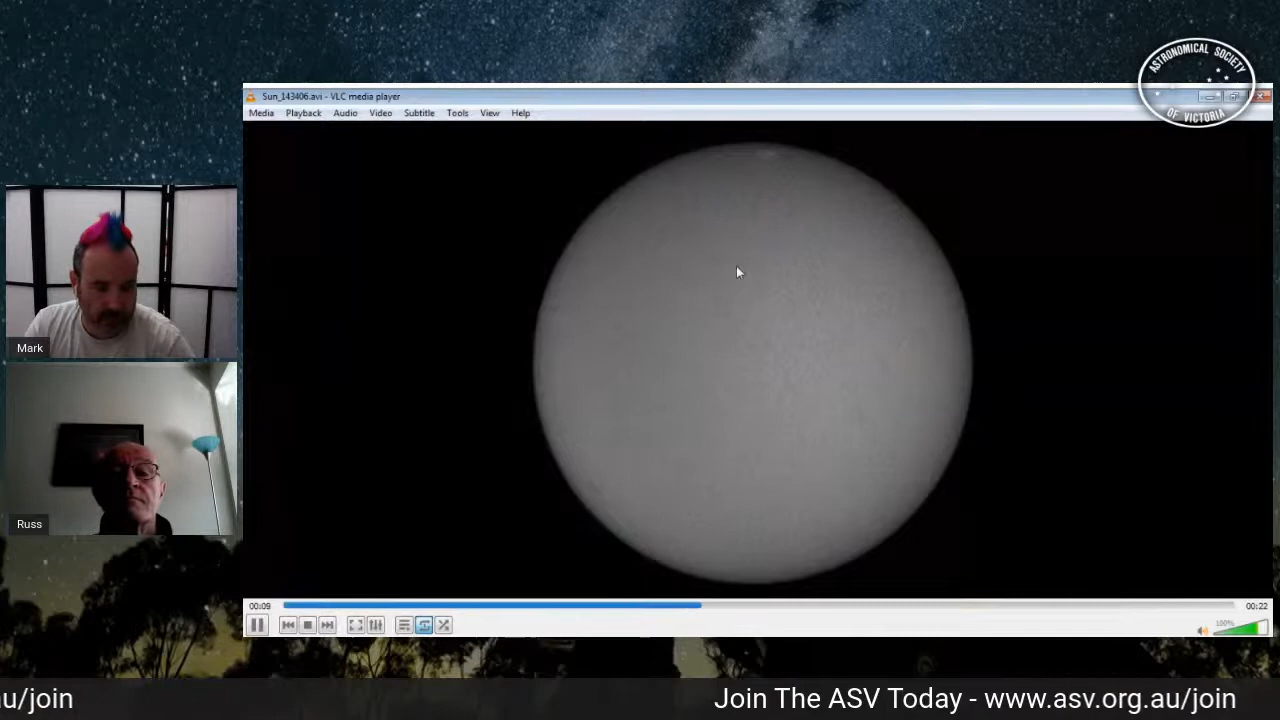 ASTRONOMICAL SOCIETY
OF VICTORIA
Sun_143406.avi - VLC media player
Media Playback Audio Video Subtitle Tools View Help
Mark
Russ
00:09
00:22
100%
au/join
Join The ASV Today - www.asv.org.au/join